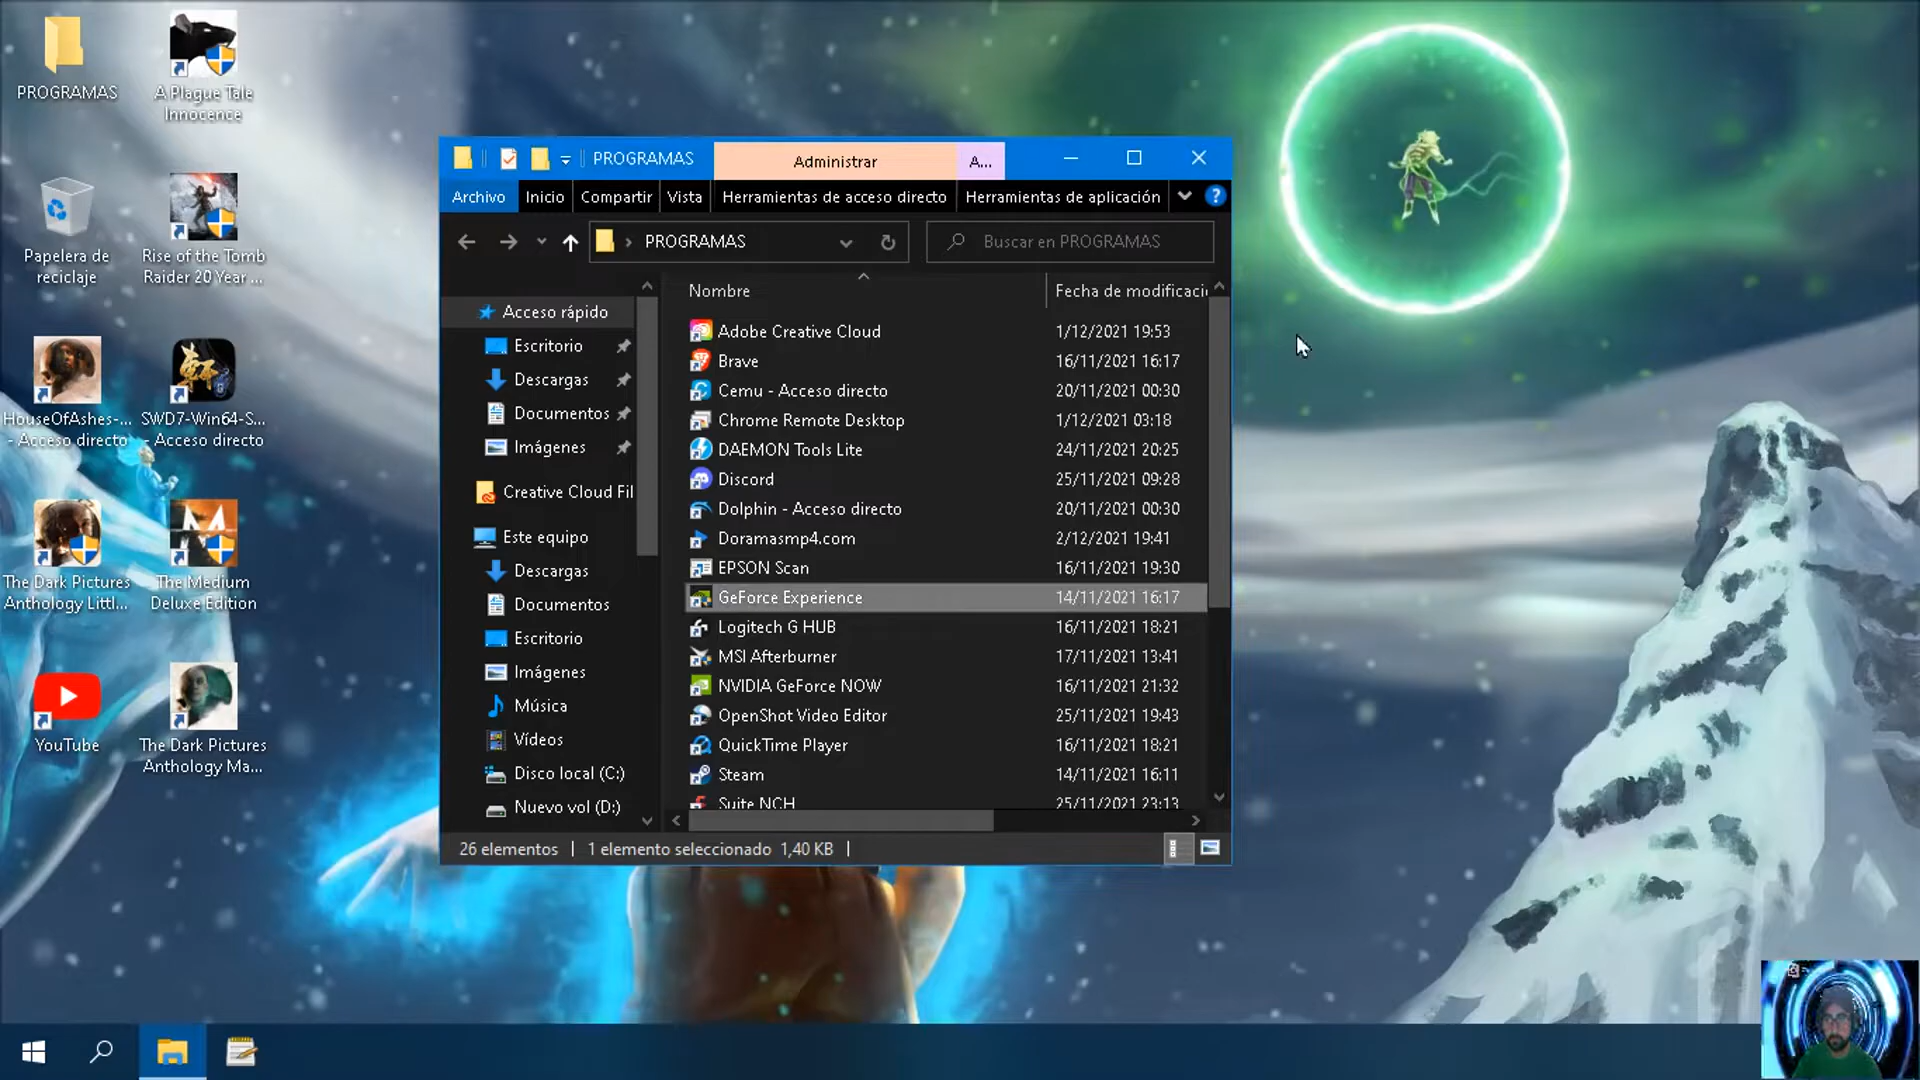 PROGRAMAS
A Plague Tale
Innocence
Papelera de
reciclaje
Rise of the Tomb
Raider 20 Year ...
HouseOfAshes-...
- Acceso directo
SWD7-Win64-S...
- Acceso directo
The Dark Pictures
Anthology Littl...
The Medium
Deluxe Edition
YouTube
The Dark Pictures
Anthology Ma...
PROGRAMAS
Administrar
A...
Archivo
Inicio
Compartir
Vista
Herramientas de acceso directo
Herramientas de aplicación
PROGRAMAS
Buscar en PROGRAMAS
Acceso rápido
Escritorio
Descargas
Documentos
Imágenes
Creative Cloud Fil
Este equipo
Descargas
Documentos
Escritorio
Imágenes
Música
Vídeos
Disco local (C:)
Nuevo vol (D:)
Nombre Fecha de modificaci
Adobe Creative Cloud 1/12/2021 19:53
Brave 16/11/2021 16:17
Cemu - Acceso directo 20/11/2021 00:30
Chrome Remote Desktop 1/12/2021 03:18
DAEMON Tools Lite 24/11/2021 20:25
Discord 25/11/2021 09:28
Dolphin - Acceso directo 20/11/2021 00:30
Doramasmp4.com 2/12/2021 19:41
EPSON Scan 16/11/2021 19:30
GeForce Experience 14/11/2021 16:17
Logitech G HUB 16/11/2021 18:21
MSI Afterburner 17/11/2021 13:41
NVIDIA GeForce NOW 16/11/2021 21:32
OpenShot Video Editor 25/11/2021 19:43
QuickTime Player 16/11/2021 18:21
Steam 14/11/2021 16:11
Suite NCH 25/11/2021 23:13
26 elementos | 1 elemento seleccionado 1,40 KB |